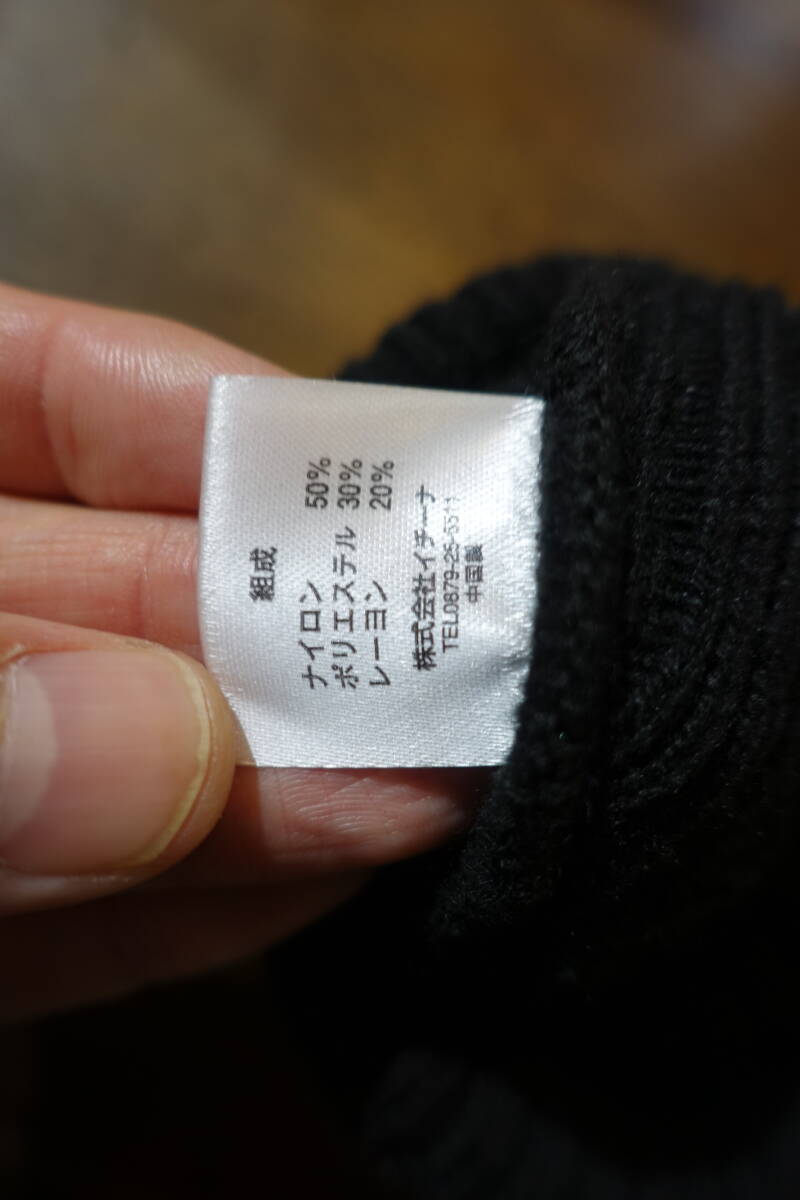 組成
ナイロン 50%
ポリエステル 30%
レーヨン 20%
株式会社イチーナ
TEL0879-25-5511
中国製